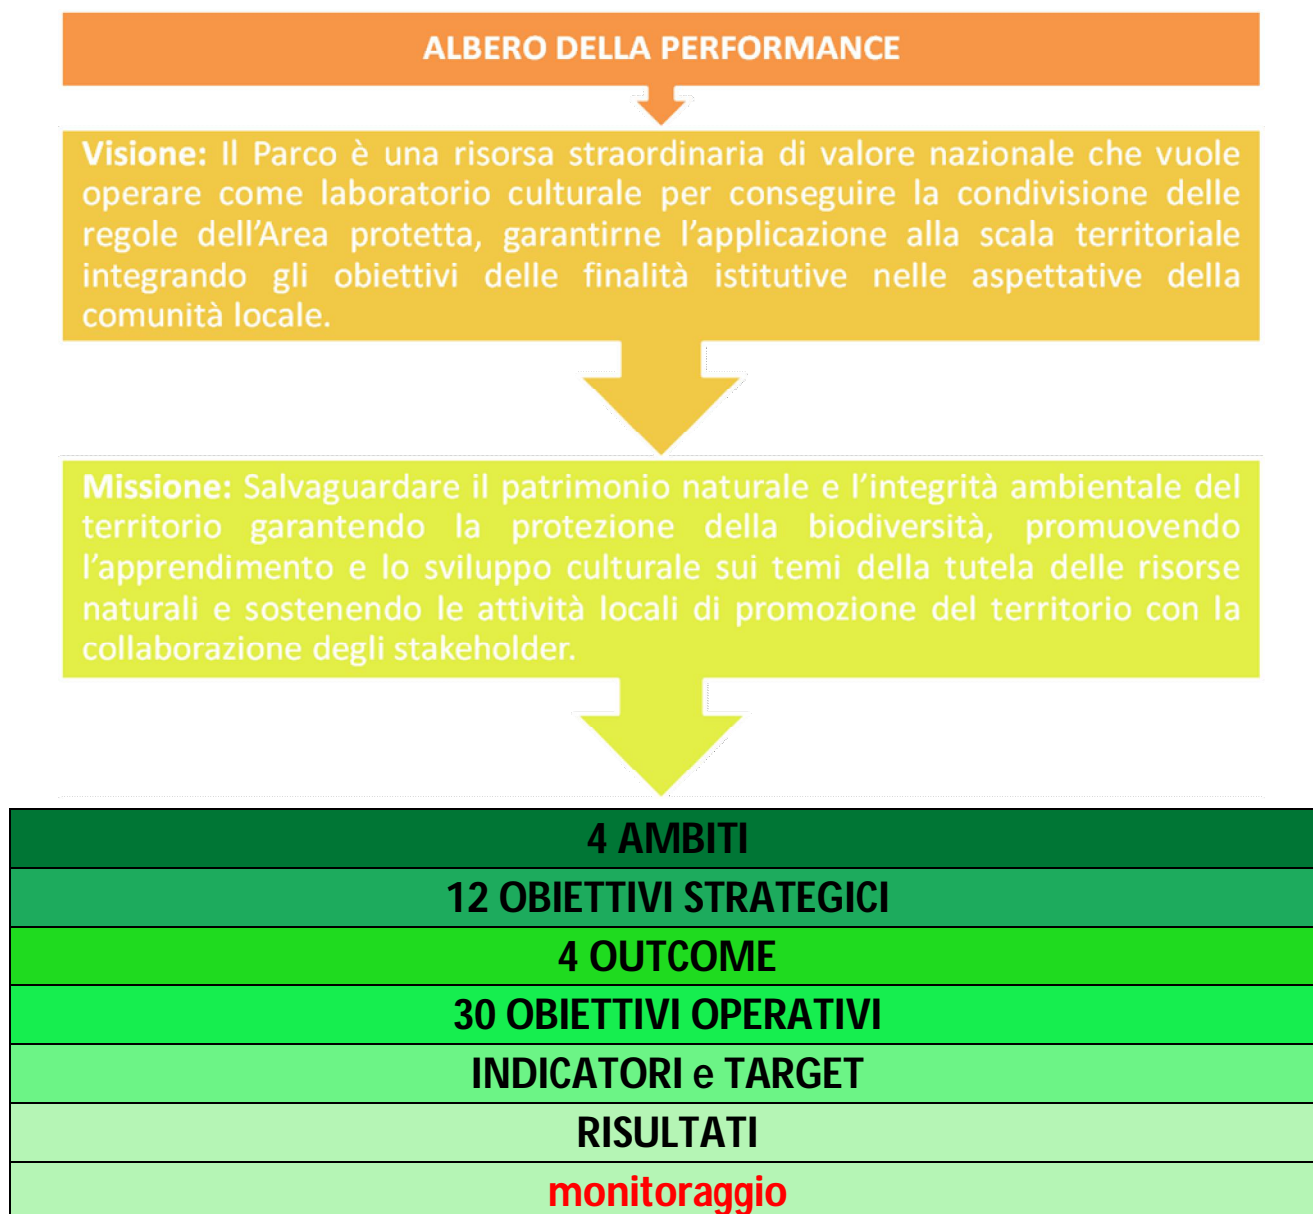 ALBERO DELLA PERFORMANCE
Visione: Il Parco è una risorsa straordinaria di valore nazionale che vuole
operare come laboratorio culturale per conseguire la condivisione delle
regole dell'Area protetta, garantirne l'applicazione alla scala territoriale
integrando gli obiettivi delle finalità istitutive nelle aspettative della
comunità locale.
Missione: Salvaguardare il patrimonio naturale e l'integrità ambientale del
territorio garantendo la protezione della biodiversità, promuovendo
l'apprendimento e lo sviluppo culturale sui temi della tutela delle risorse
naturali e sostenendo le attività locali di promozione del territorio con la
collaborazione degli stakeholder.
4 AMBITI
12 OBIETTIVI STRATEGICI
4 OUTCOME
30 OBIETTIVI OPERATIVI
INDICATORI e TARGET
RISULTATI
monitoraggio